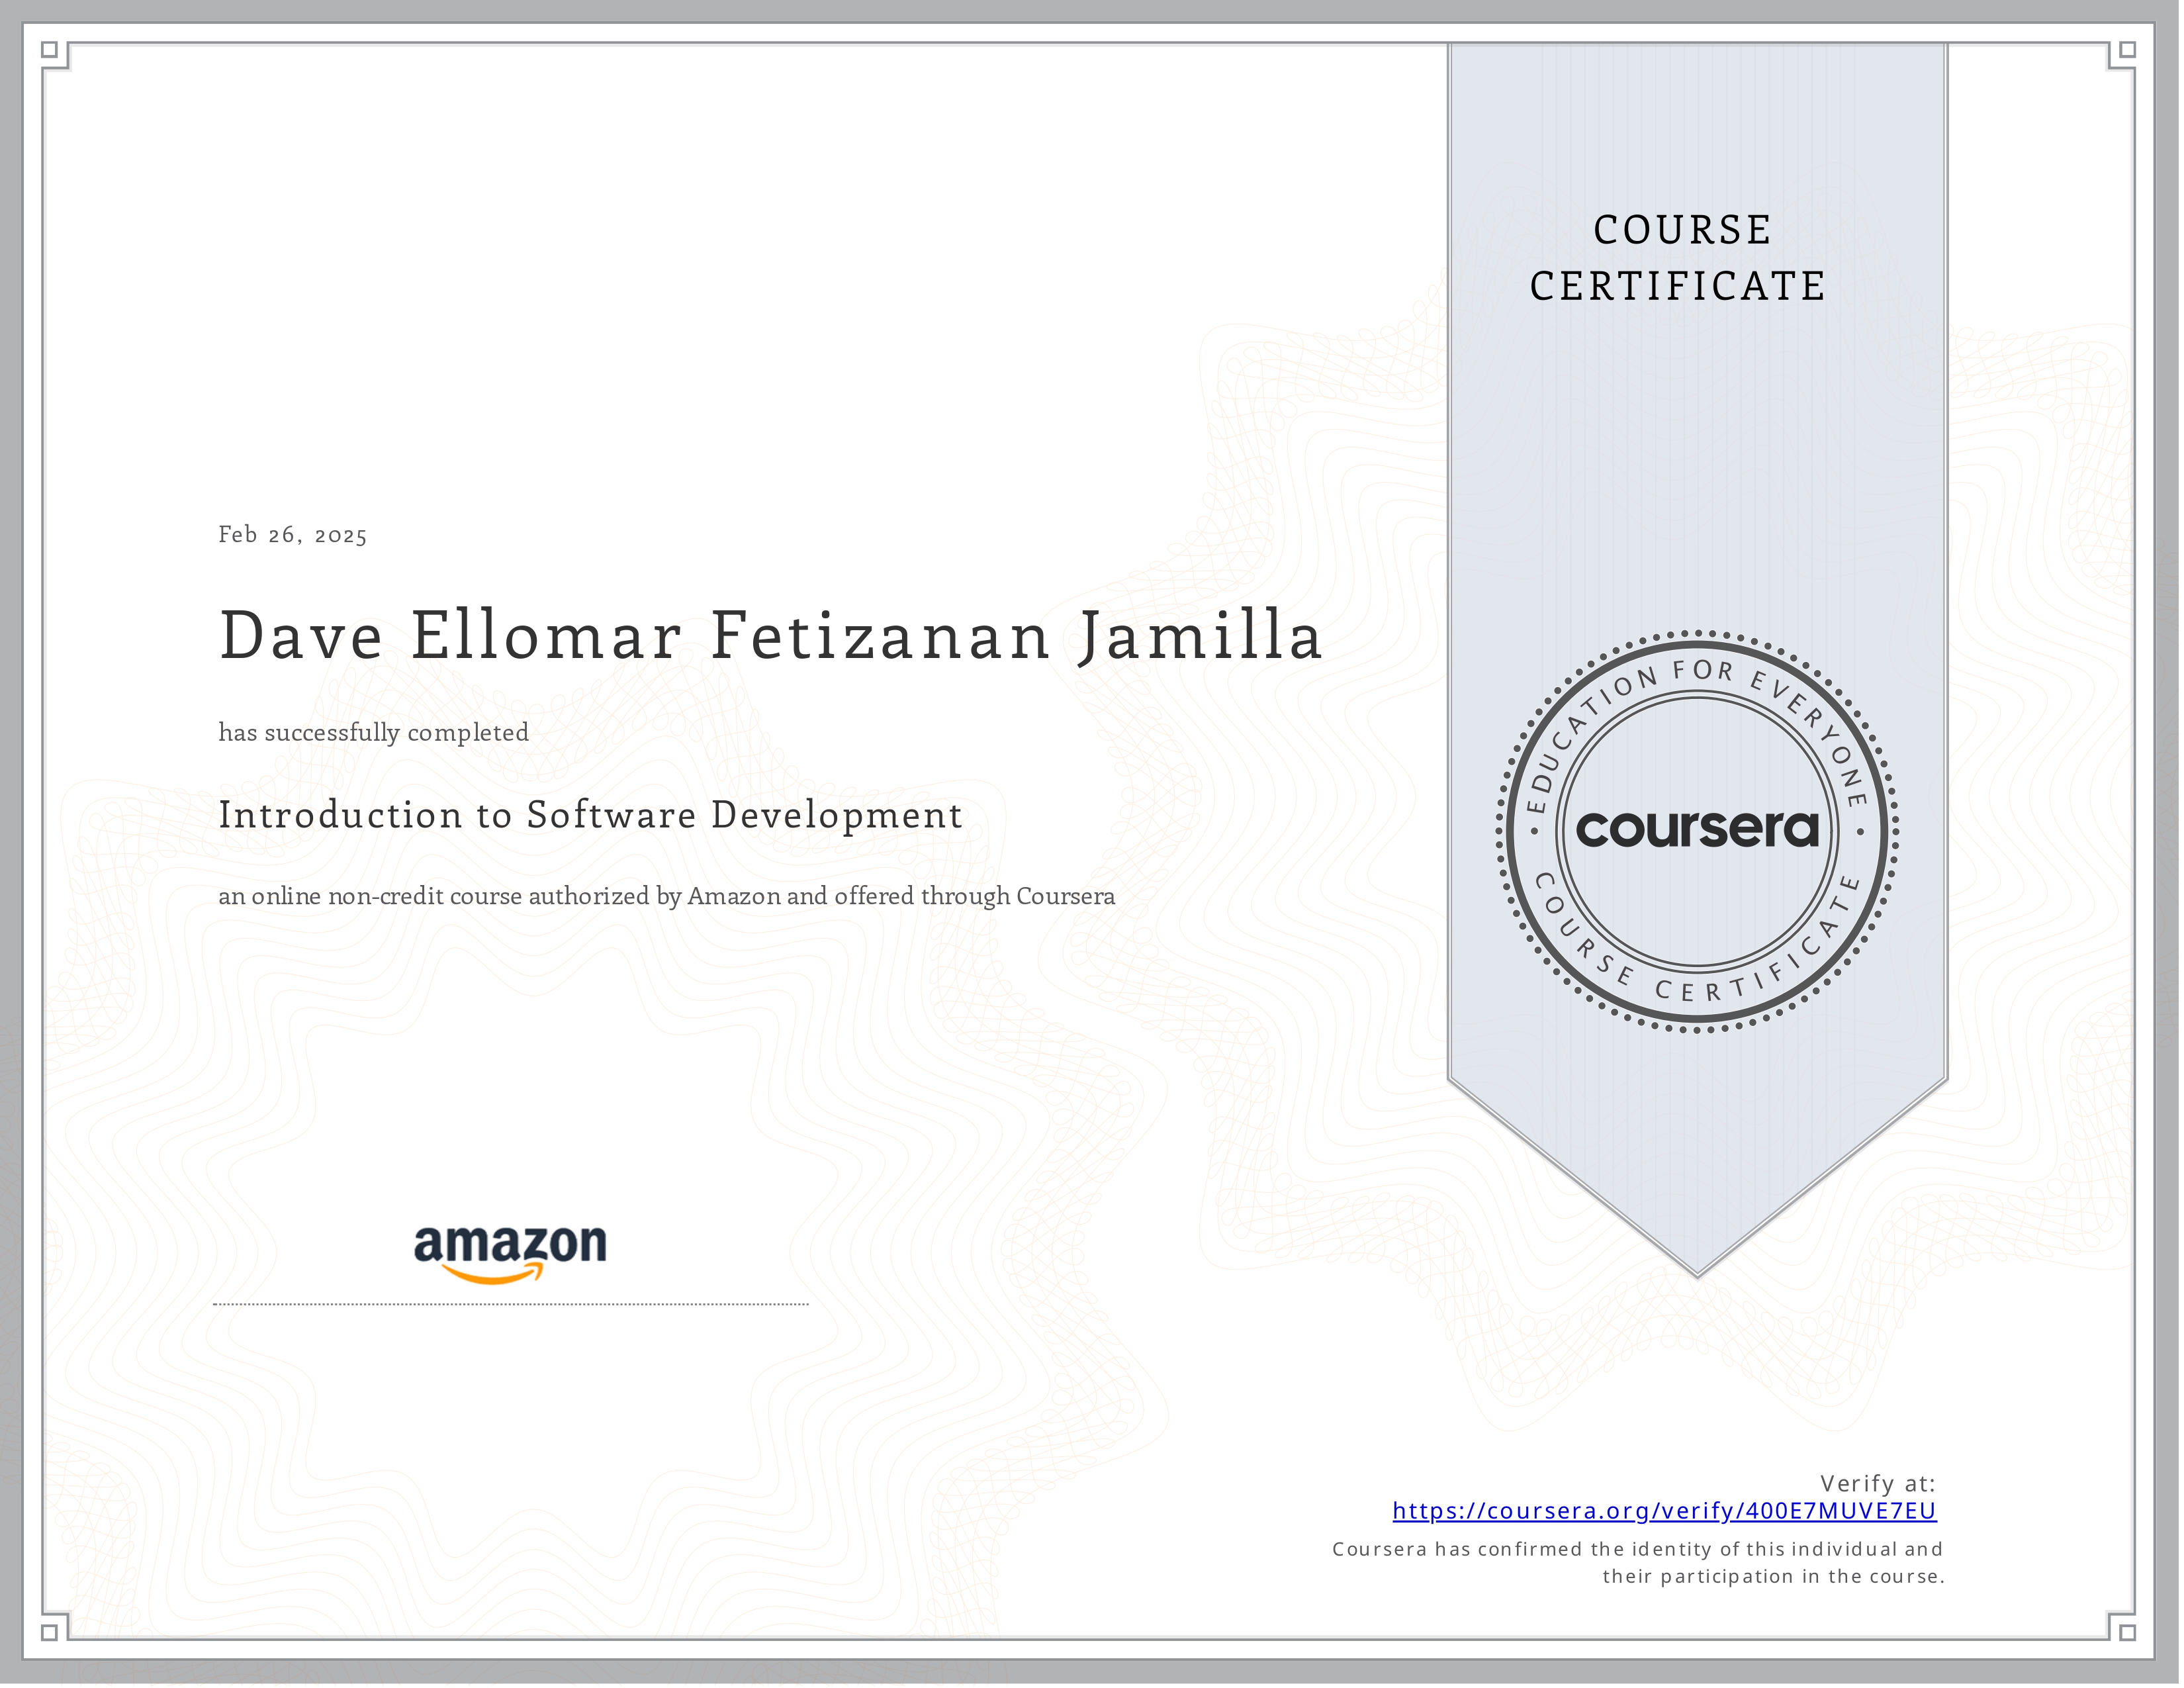 COURSE
CERTIFICATE
Feb 26, 2025
Dave Ellomar Fetizanan Jamilla
has successfully completed
Introduction to Software Development
an online non-credit course authorized by Amazon and offered through Coursera
EDUCATION FOR EVERYONE
coursera
COURSE CERTIFICATE
amazon
Verify at:
https://coursera.org/verify/400E7MUVE7EU
Coursera has confirmed the identity of this individual and
their participation in the course.